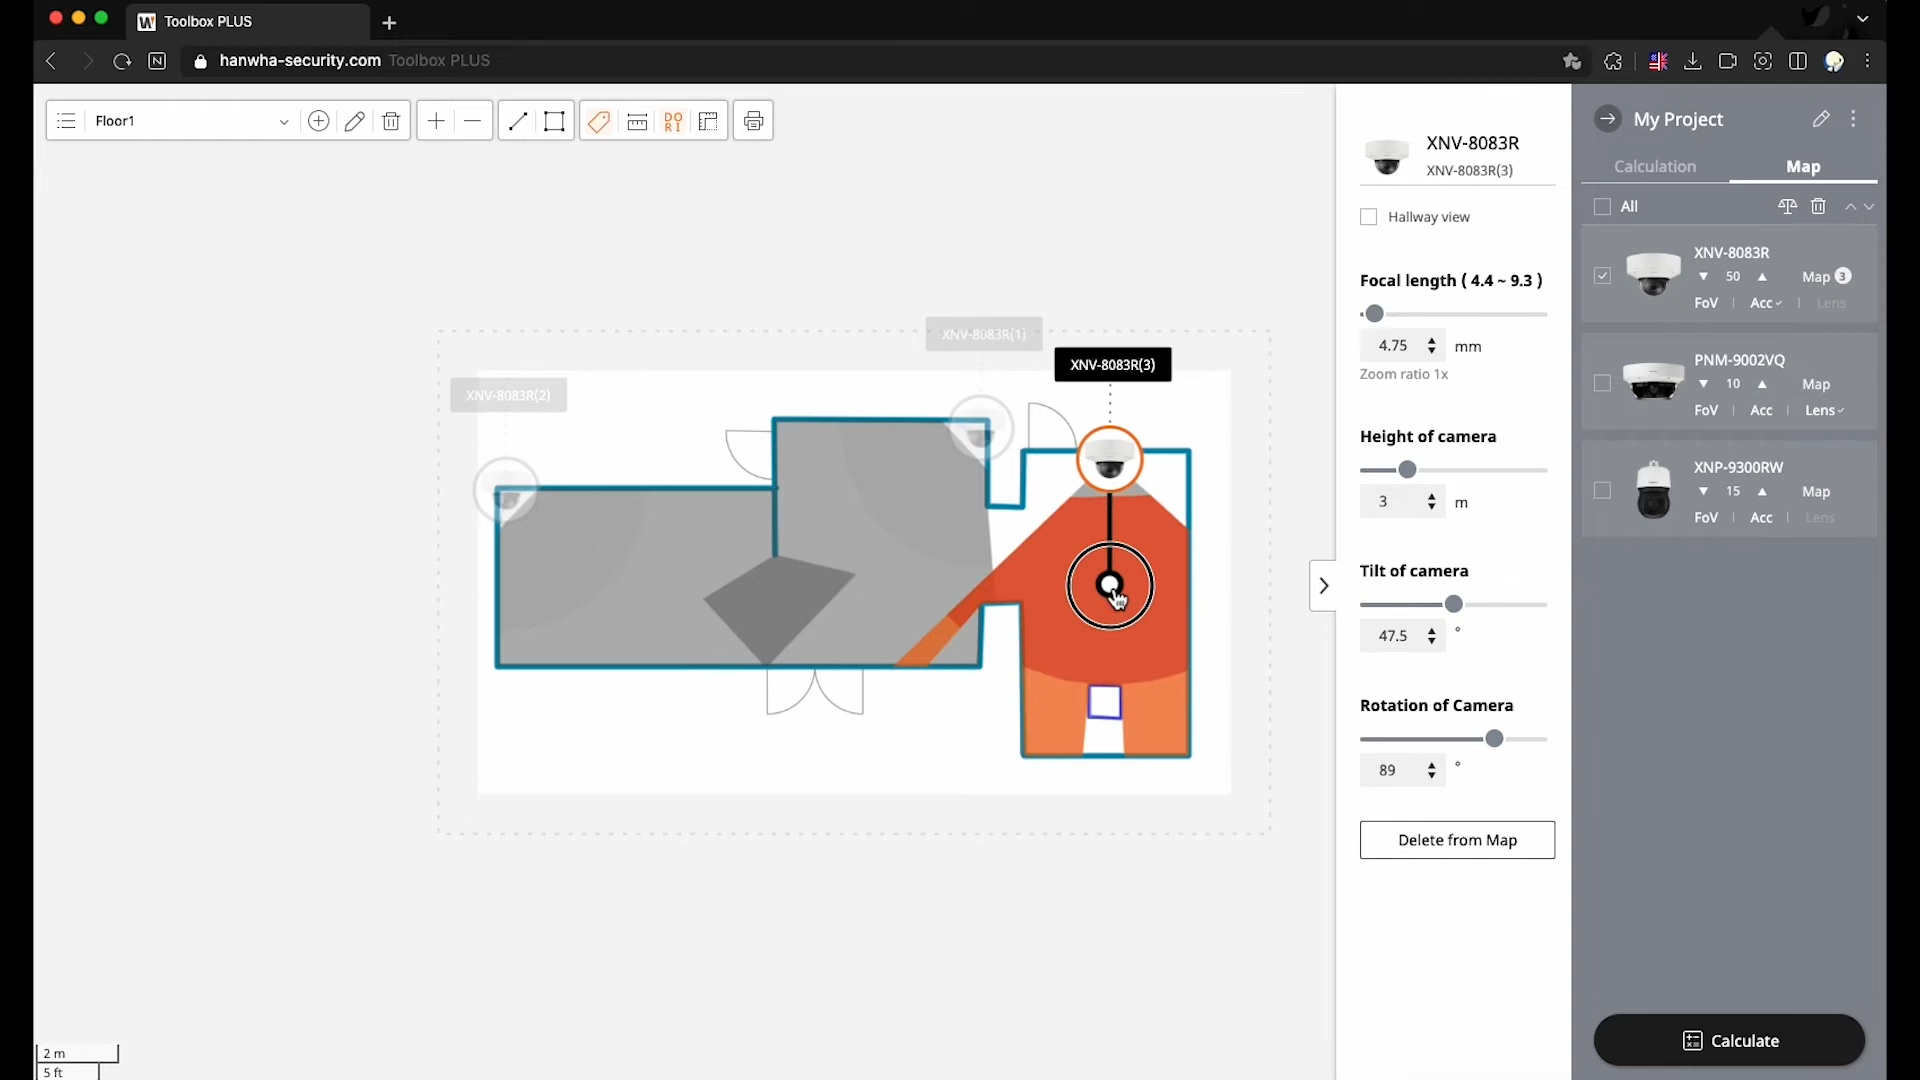 Toolbox PLUS
hanwha-security.com Toolbox PLUS
Floor1
DO
RI
XNV-8083R(1)
XNV-8083R(3)
XNV-8083R(2)
2 m
5 ft
XNV-8083R
XNV-8083R(3)
Hallway view
Focal length ( 4.4 ~ 9.3 )
4.75 mm
Zoom ratio 1x
Height of camera
3 m
Tilt of camera
47.5 °
Rotation of Camera
89 °
Delete from Map
My Project
Calculation Map
All
XNV-8083R
50 Map 3
FoV Acc Lens
PNM-9002VQ
10 Map
FoV Acc Lens
XNP-9300RW
15 Map
FoV Acc Lens
Calculate